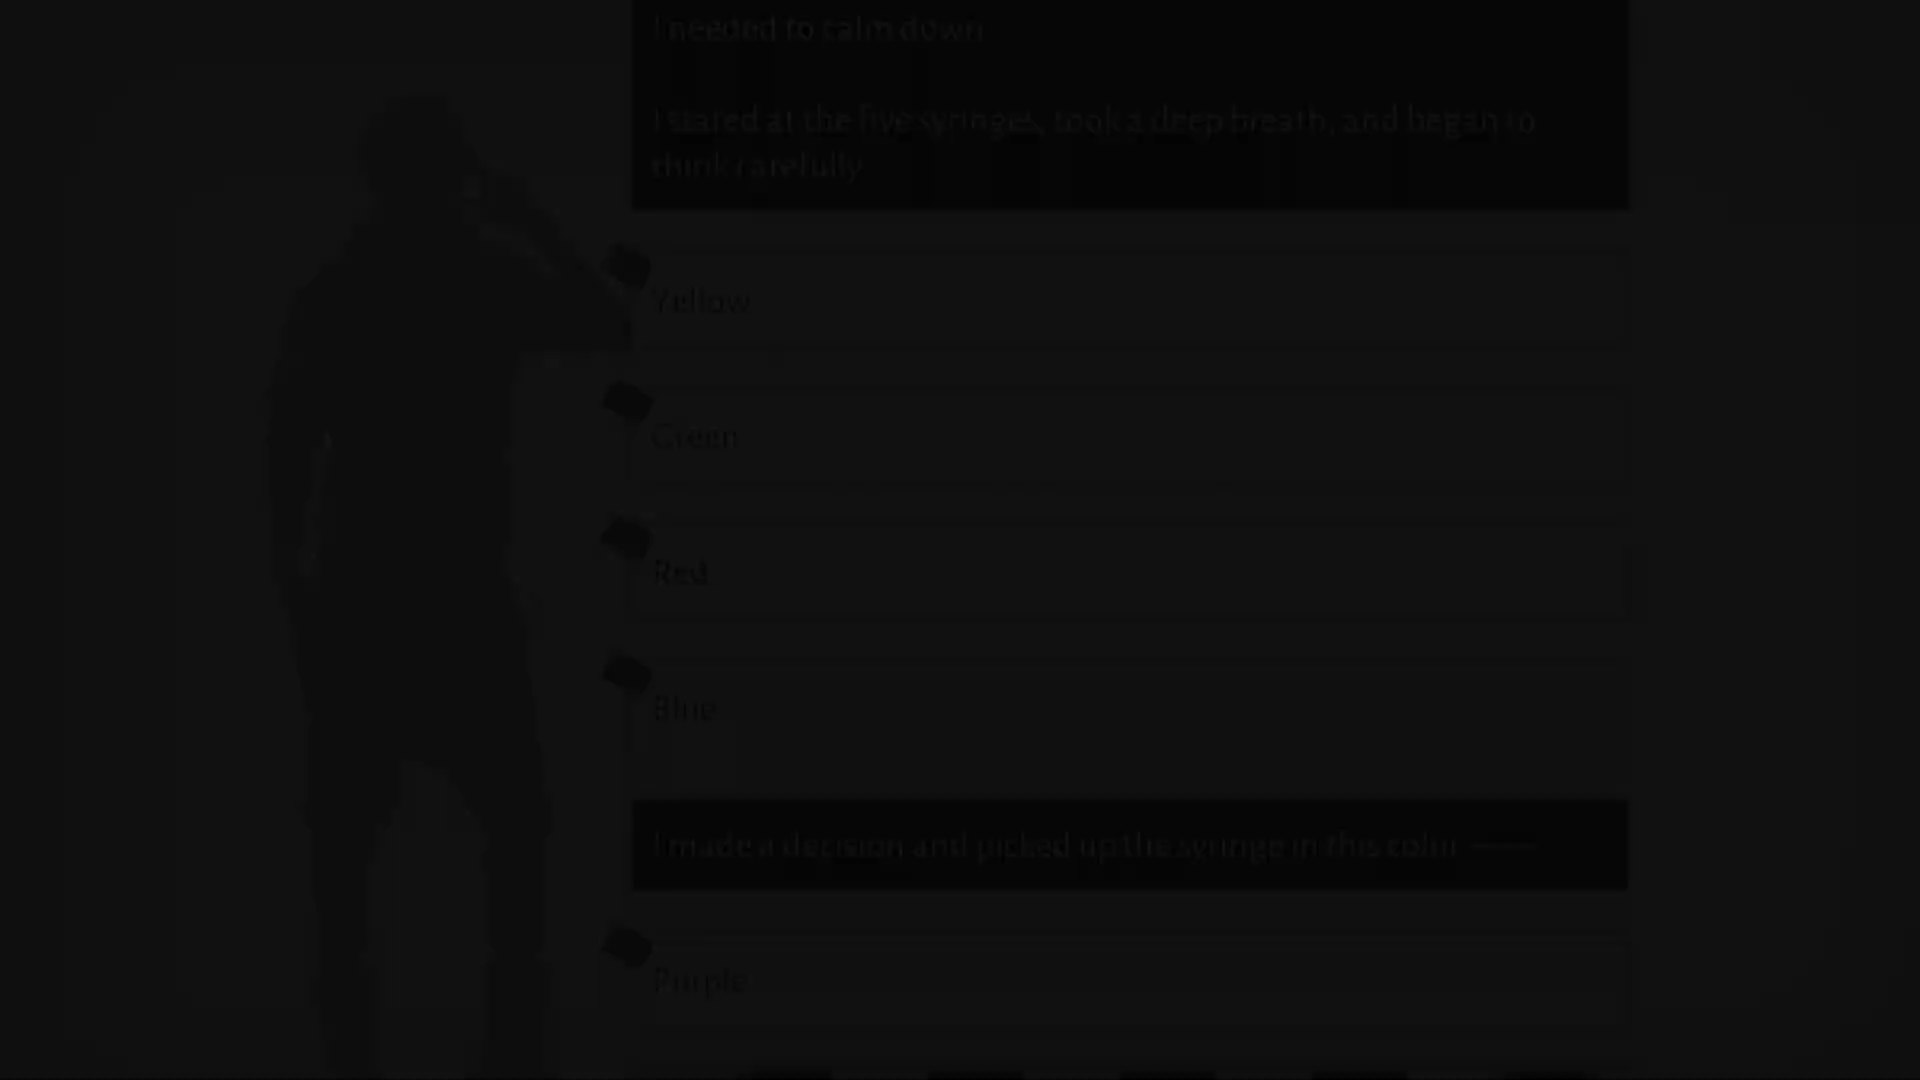 I needed to calm down
I stared at the five syringes, took a deep breath, and began to
think carefully
Yellow
Green
Red
Blue
I made a decision and picked up the syringe in this color ——
Purple